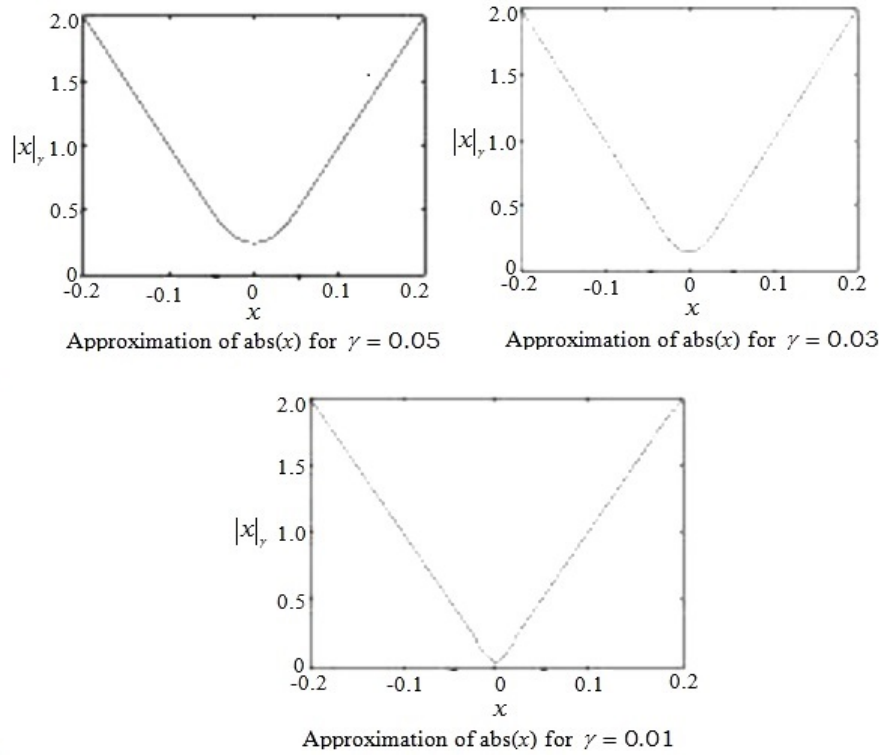 2.0
1.5
|x|γ 1.0
0.5
0
-0.2 -0.1 0 0.1 0.2
x
Approximation of abs(x) for γ = 0.05
2.0
1.5
|x|γ 1.0
0.5
0
-0.2 -0.1 0 0.1 0.2
x
Approximation of abs(x) for γ = 0.03
2.0
1.5
|x|γ 1.0
0.5
0
-0.2 -0.1 0 0.1 0.2
x
Approximation of abs(x) for γ = 0.01